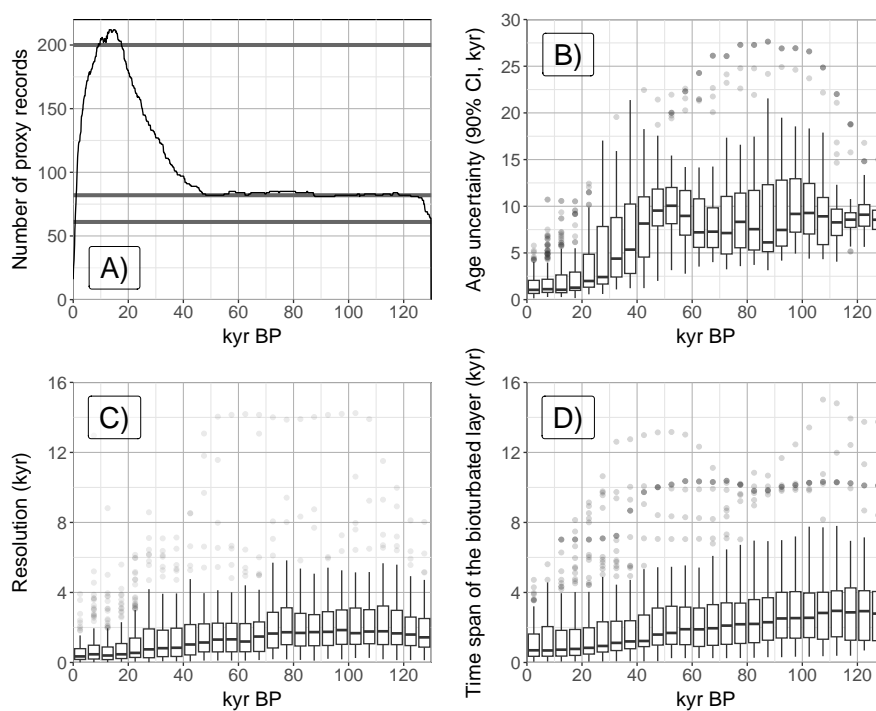 Number of proxy records
200
150
100
50
0
A)
0 20 40 60 80 100 120
kyr BP
Age uncertainty (90% CI, kyr)
30
25
20
15
10
5
0
B)
0 20 40 60 80 100 120
kyr BP
Resolution (kyr)
16
12
8
4
0
C)
0 20 40 60 80 100 120
kyr BP
Time span of the bioturbated layer (kyr)
16
12
8
4
0
D)
0 20 40 60 80 100 120
kyr BP